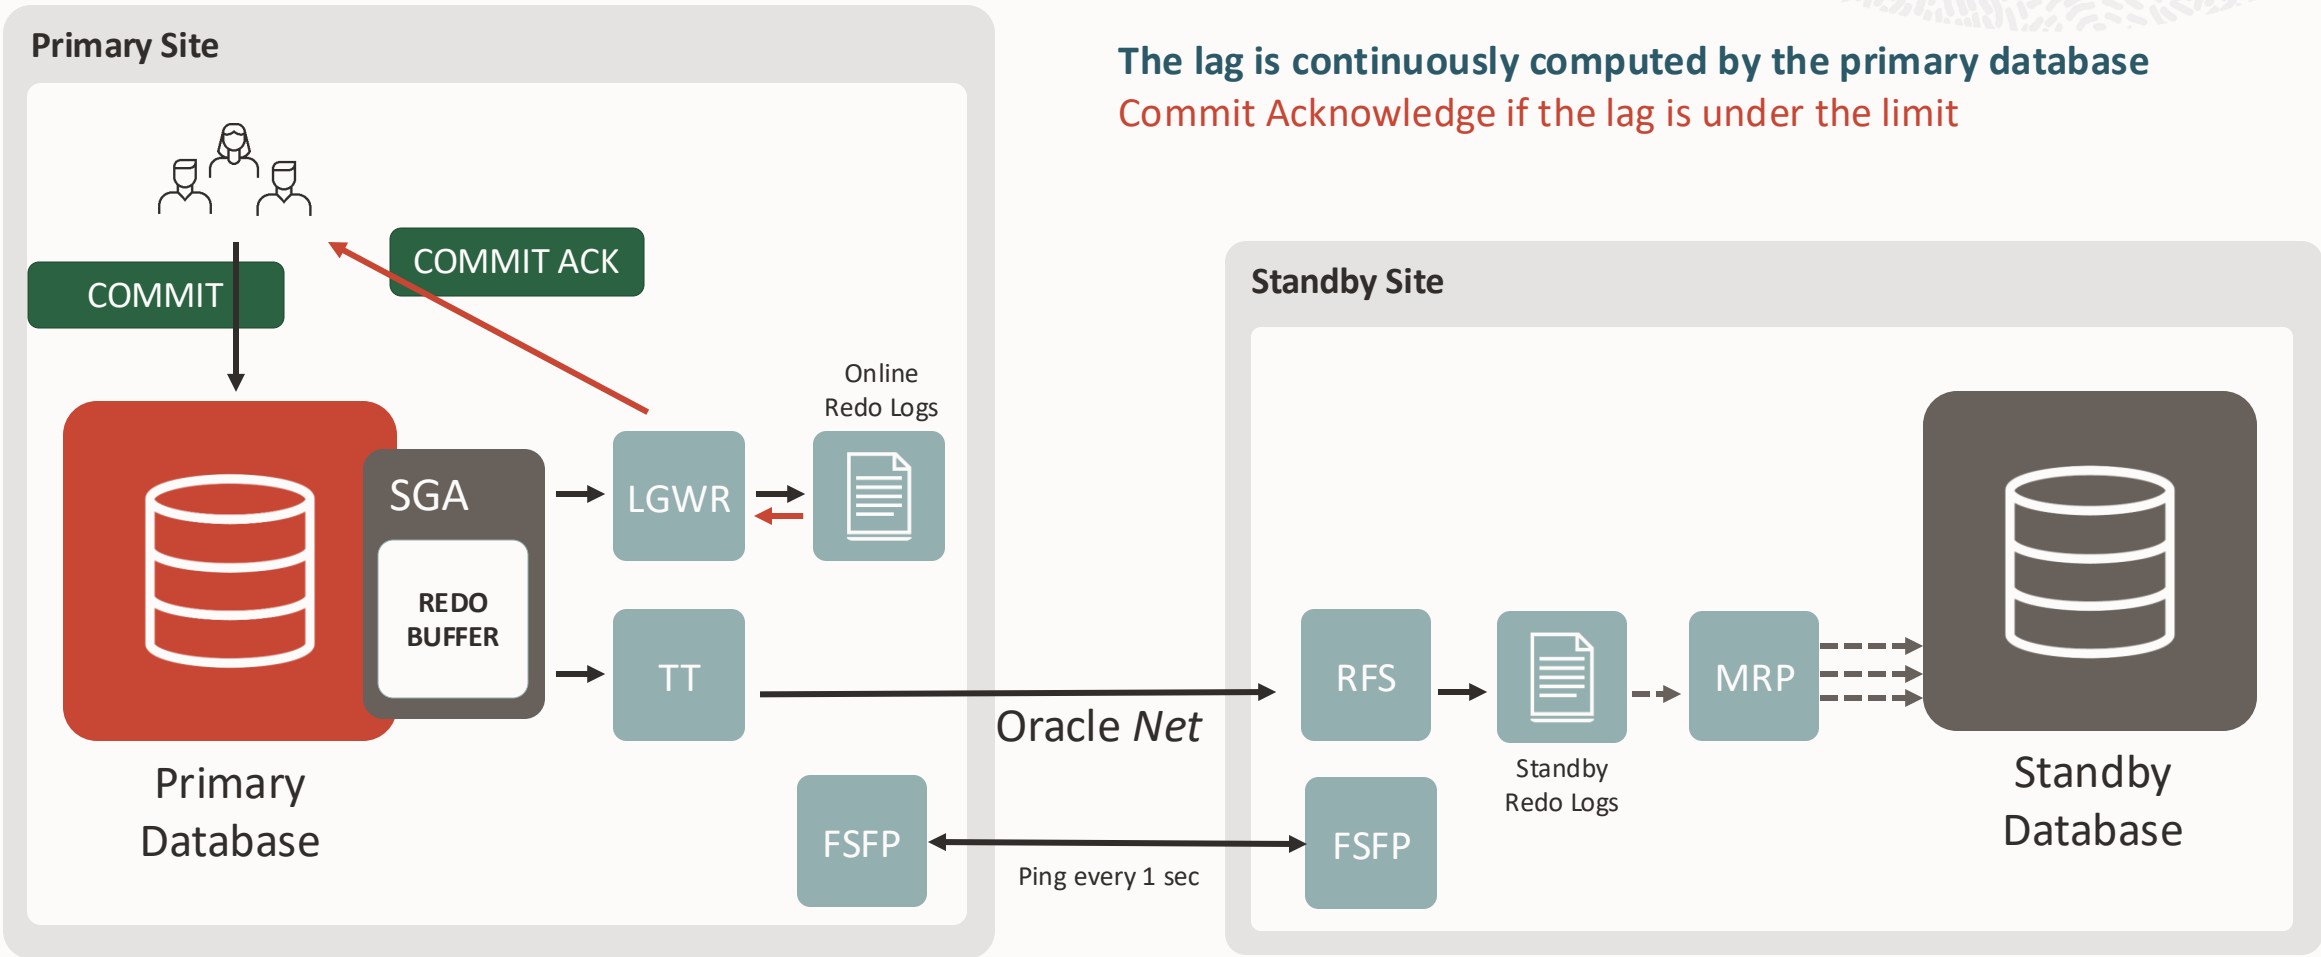 Primary Site
The lag is continuously computed by the primary database
Commit Acknowledge if the lag is under the limit
COMMIT ACK
COMMIT
Standby Site
Online
Redo Logs
SGA
LGWR
REDO
BUFFER
TT
RFS
MRP
Oracle Net
Primary
Database
Standby
Redo Logs
Standby
Database
FSFP
FSFP
Ping every 1 sec